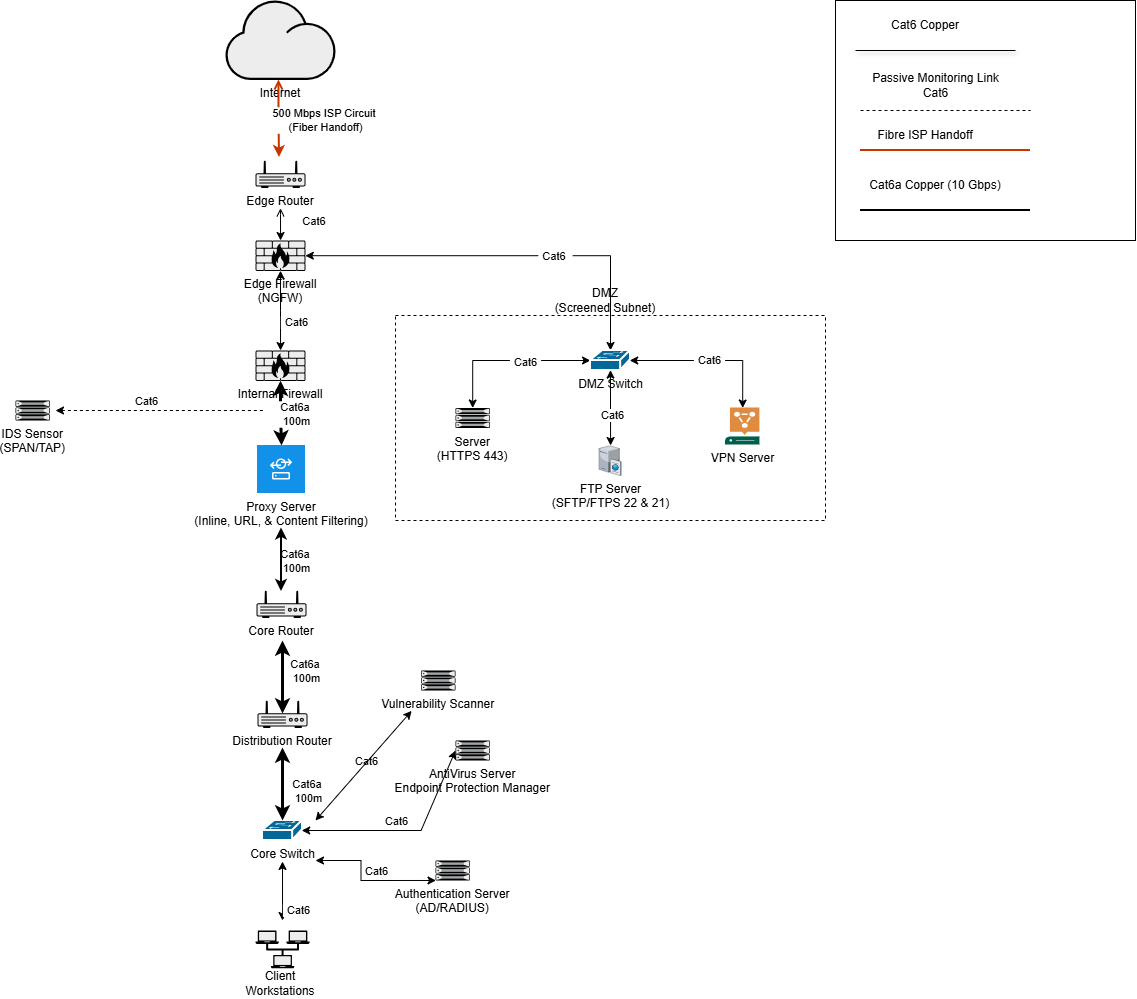 Internet
500 Mbps ISP Circuit
(Fiber Handoff)
Edge Router
Cat6
Edge Firewall
(NGFW)
Cat6
Internal Firewall
Cat6a
100m
Cat6
IDS Sensor
(SPAN/TAP)
Proxy Server
(Inline, URL, & Content Filtering)
Cat6a
100m
Core Router
Cat6a
100m
Distribution Router
Cat6a
100m
Core Switch
Cat6
Client
Workstations
Cat6
Vulnerability Scanner
Cat6
AntiVirus Server
Endpoint Protection Manager
Cat6
Authentication Server
(AD/RADIUS)
Cat6
DMZ
(Screened Subnet)
DMZ Switch
Cat6
Server
(HTTPS 443)
Cat6
FTP Server
(SFTP/FTPS 22 & 21)
Cat6
VPN Server
Cat6 Copper
Passive Monitoring Link
Cat6
Fibre ISP Handoff
Cat6a Copper (10 Gbps)